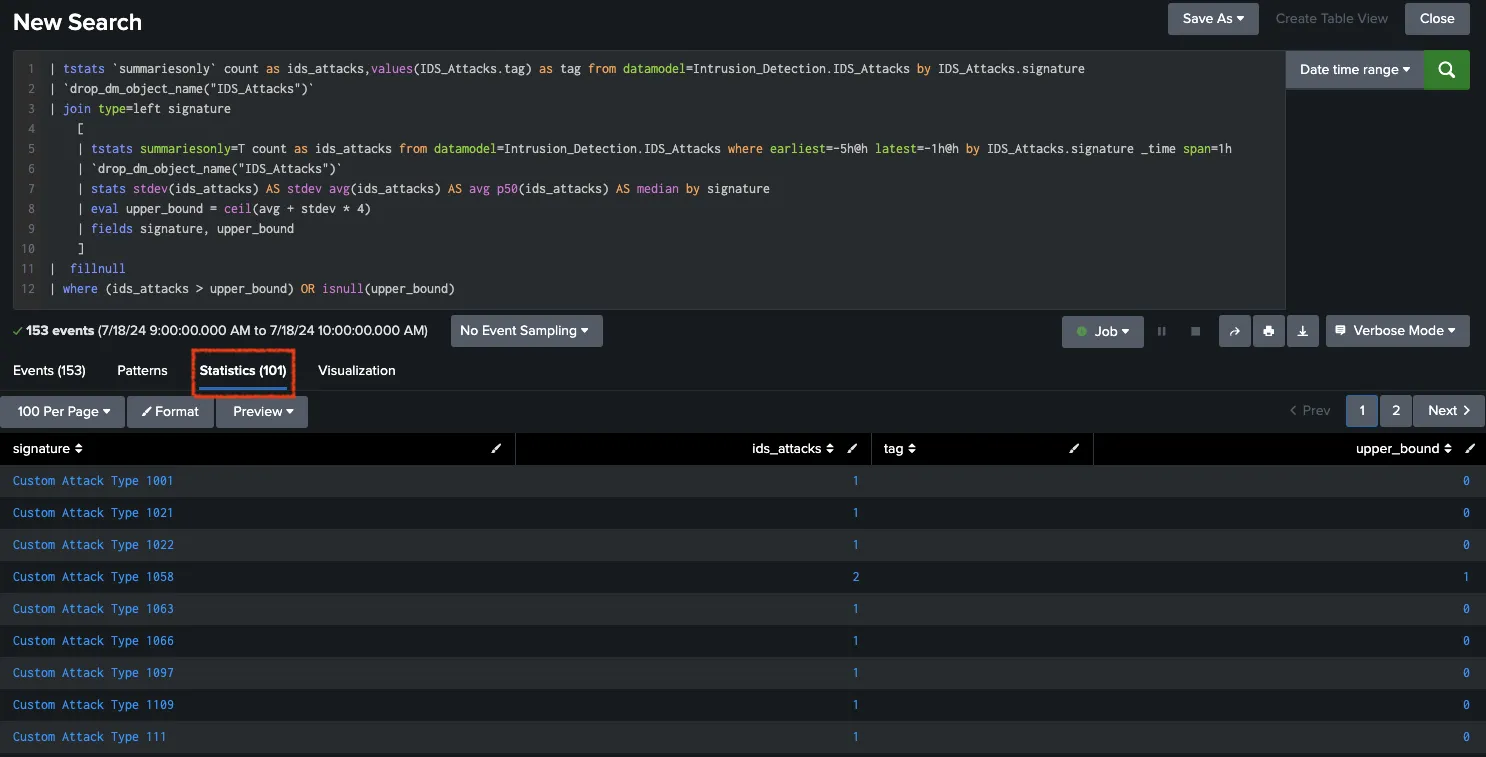 New Search
Save As
Create Table View
Close
1 | tstats `summariesonly` count as ids_attacks,values(IDS_Attacks.tag) as tag from datamodel=Intrusion_Detection.IDS_Attacks by IDS_Attacks.signature
2 | `drop_dm_object_name("IDS_Attacks")`
3 | join type=left signature
4 [
5 | tstats summariesonly=T count as ids_attacks from datamodel=Intrusion_Detection.IDS_Attacks where earliest=-5h@h latest=-1h@h by IDS_Attacks.signature _time span=1h
6 | `drop_dm_object_name("IDS_Attacks")`
7 | stats stdev(ids_attacks) AS stdev avg(ids_attacks) AS avg p50(ids_attacks) AS median by signature
8 | eval upper_bound = ceil(avg + stdev * 4)
9 | fields signature, upper_bound
10 ]
11 | fillnull
12 | where (ids_attacks > upper_bound) OR isnull(upper_bound)
Date time range
153 events (7/18/24 9:00:00.000 AM to 7/18/24 10:00:00.000 AM)
No Event Sampling
Job
Verbose Mode
Events (153) Patterns Statistics (101) Visualization
100 Per Page Format Preview
Prev 1 2 Next
signature ids_attacks tag upper_bound
Custom Attack Type 1001 1 0
Custom Attack Type 1021 1 0
Custom Attack Type 1022 1 0
Custom Attack Type 1058 2 1
Custom Attack Type 1063 1 0
Custom Attack Type 1066 1 0
Custom Attack Type 1097 1 0
Custom Attack Type 1109 1 0
Custom Attack Type 111 1 0